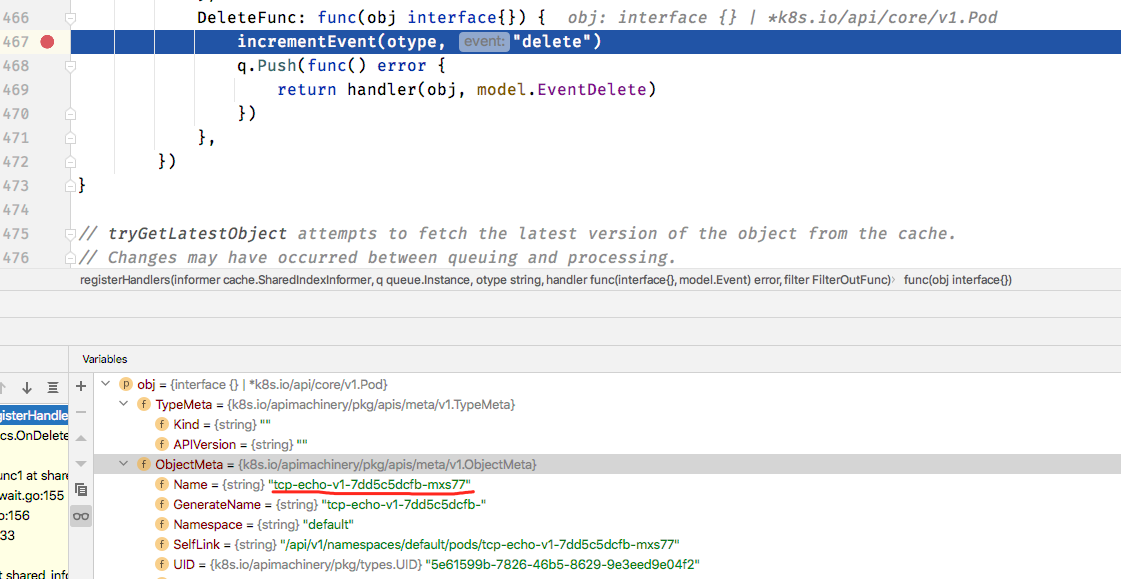 466 DeleteFunc: func(obj interface{}) { obj: interface {} | *k8s.io/api/core/v1.Pod
467 incrementEvent(otype, event: "delete")
468 q.Push(func() error {
469 return handler(obj, model.EventDelete)
470 })
471 },
472 })
473 }
474
475 // tryGetLatestObject attempts to fetch the latest version of the object from the cache.
476 // Changes may have occurred between queuing and processing.
registerHandlers(informer cache.SharedIndexInformer, q queue.Instance, otype string, handler func(interface{}, model.Event) error, filter FilterOutFunc) › func(obj interface{})
Variables
obj = {interface {} | *k8s.io/api/core/v1.Pod}
TypeMeta = {k8s.io/apimachinery/pkg/apis/meta/v1.TypeMeta}
Kind = {string} ""
APIVersion = {string} ""
ObjectMeta = {k8s.io/apimachinery/pkg/apis/meta/v1.ObjectMeta}
Name = {string} "tcp-echo-v1-7dd5c5dcfb-mxs77"
GenerateName = {string} "tcp-echo-v1-7dd5c5dcfb-"
Namespace = {string} "default"
SelfLink = {string} "/api/v1/namespaces/default/pods/tcp-echo-v1-7dd5c5dcfb-mxs77"
UID = {k8s.io/apimachinery/pkg/types.UID} "5e61599b-7826-46b5-8629-9e3eed9e04f2"
gisterHandle
cs.OnDelete
unc1 at share
wait.go:155
o:156
33
t shared_info